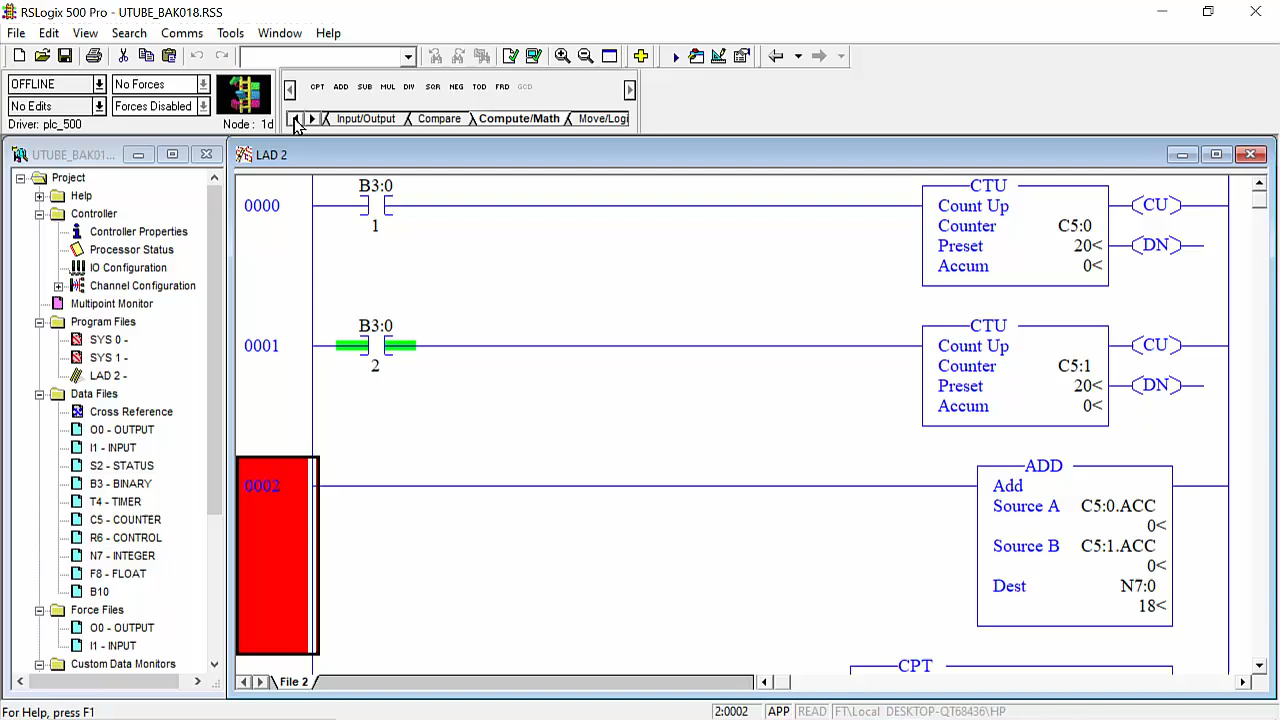 RSLogix 500 Pro - UTUBE_BAK018.RSS
File Edit View Search Comms Tools Window Help
OFFLINE No Forces
No Edits Forces Disabled
Driver: plc_500 Node : 1d
CPT ADD SUB MUL DIV SQR NEG TOD FRD GCD
Input/Output Compare Compute/Math Move/Logi
UTUBE_BAK01...
Project
Help
Controller
Controller Properties
Processor Status
IO Configuration
Channel Configuration
Multipoint Monitor
Program Files
SYS 0 -
SYS 1 -
LAD 2 -
Data Files
Cross Reference
O0 - OUTPUT
I1 - INPUT
S2 - STATUS
B3 - BINARY
T4 - TIMER
C5 - COUNTER
R6 - CONTROL
N7 - INTEGER
F8 - FLOAT
B10
Force Files
O0 - OUTPUT
I1 - INPUT
Custom Data Monitors
LAD 2
0000
B3:0
1
CTU
Count Up
Counter C5:0
Preset 20<
Accum 0<
CU
DN
0001
B3:0
2
CTU
Count Up
Counter C5:1
Preset 20<
Accum 0<
CU
DN
0002
ADD
Add
Source A C5:0.ACC
0<
Source B C5:1.ACC
0<
Dest N7:0
18<
CPT
File 2
For Help, press F1
2:0002 APP READ FT\Local_DESKTOP-QT68436\HP